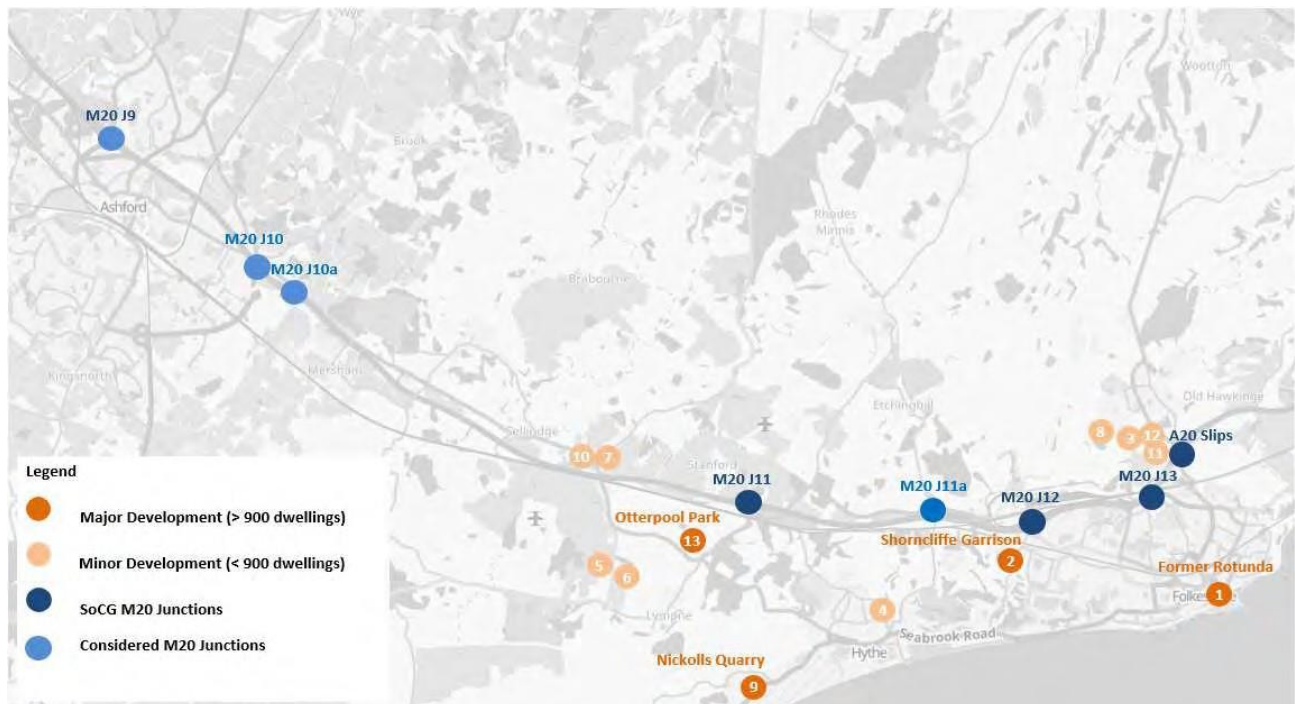 Wye
Wootton
M20 J9
Brook
Ashford
Rhodes
Minnis
M20 J10
M20 J10a
Brabourne
Kingsnorth
Mersham
Etchinghill
Old Hawkinge
8
3
12
A20 Slips
11
Sellindge
10
7
Stanford
M20 J11
M20 J11a
M20 J12
M20 J13
Otterpool Park
13
Shorncliffe Garrison
2
Former Rotunda
Folkestone
1
5
6
Lympne
4
Seabrook Road
Hythe
Nickolls Quarry
9
Legend
Major Development (> 900 dwellings)
Minor Development (< 900 dwellings)
SoCG M20 Junctions
Considered M20 Junctions